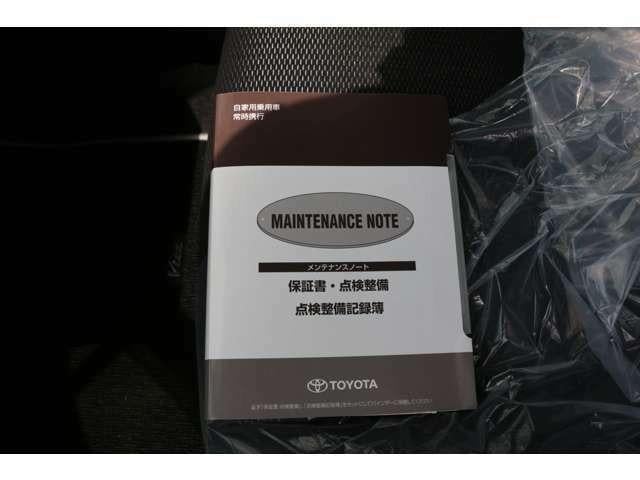 自家用乗用車
常時携行
MAINTENANCE NOTE
メンテナンスノート
保証書・点検整備
点検整備記録簿
TOYOTA